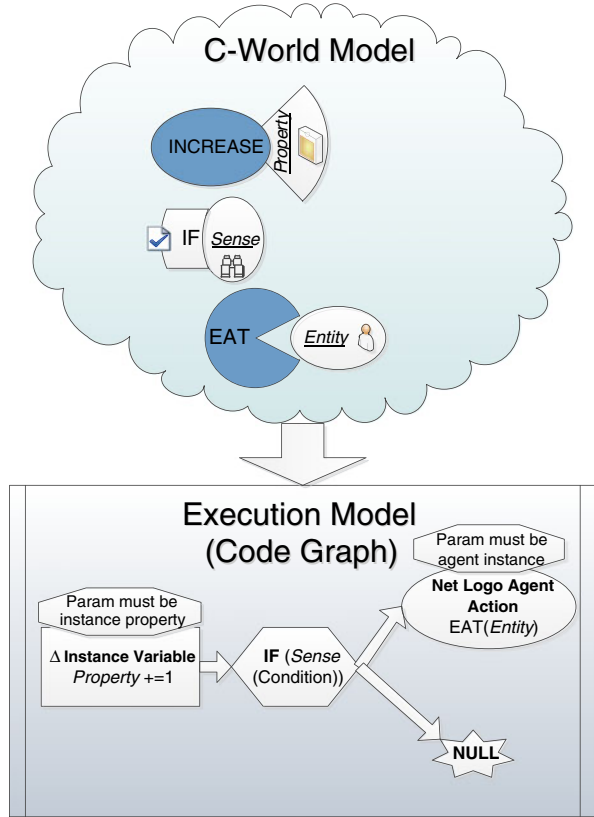 C-World Model
INCREASE
Property
IF
Sense
EAT
Entity
Execution Model
(Code Graph)
Param must be
instance property
Δ Instance Variable
Property +=1
IF (Sense
(Condition))
Param must be
agent instance
Net Logo Agent
Action
EAT(Entity)
NULL